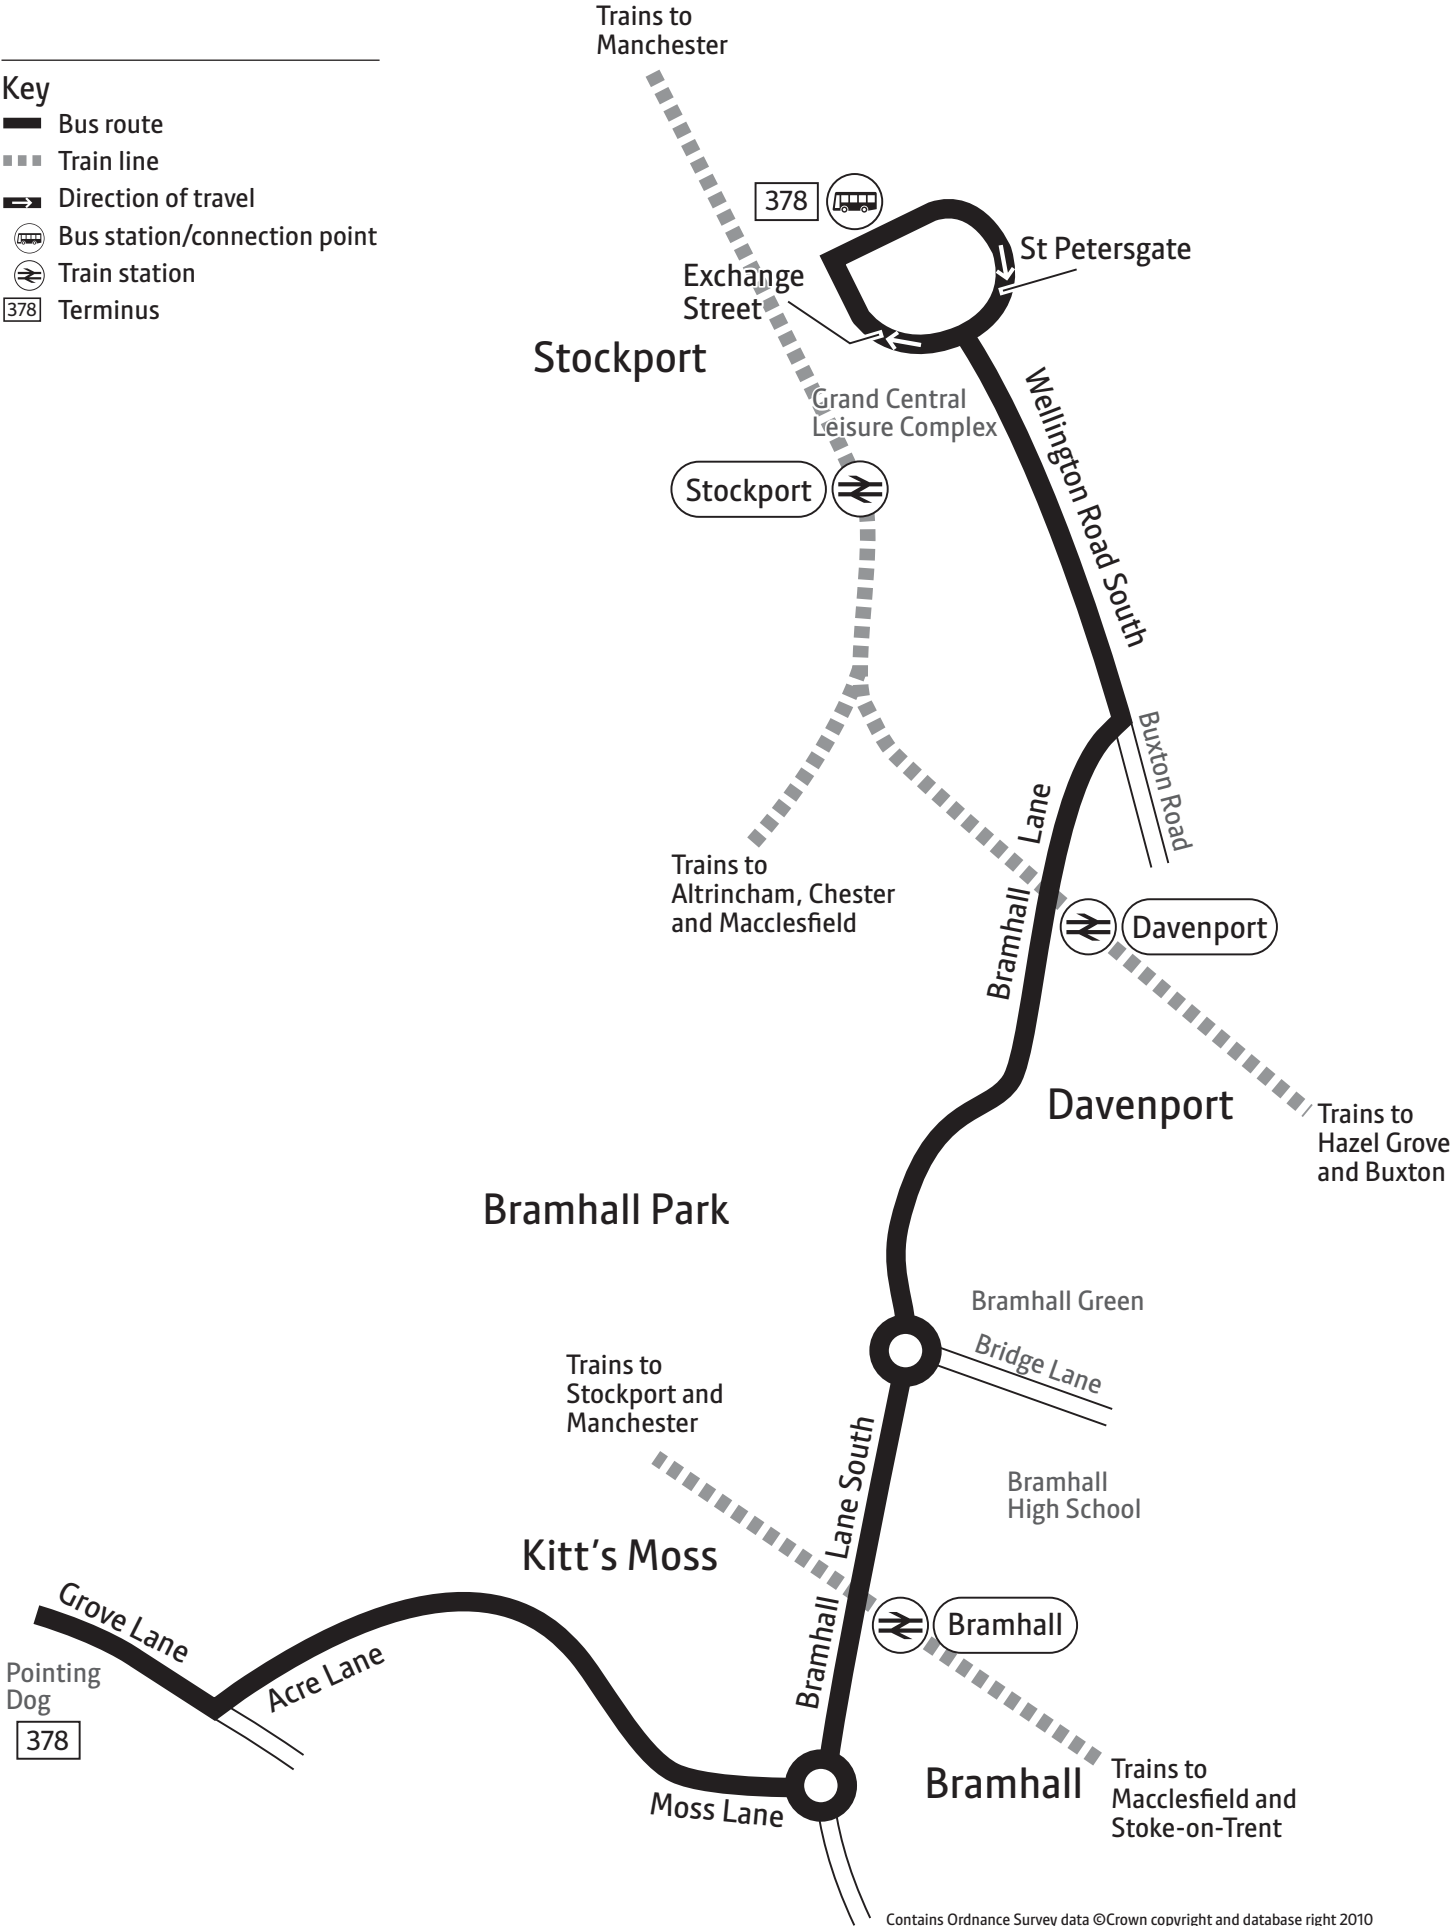 Trains to
Manchester
Key
Bus route
Train line
Direction of travel
Bus station/connection point
Train station
378 Terminus
378
St Petersgate
Exchange
Street
Stockport
Grand Central
Leisure Complex
Wellington Road South
Stockport
Buxton Road
Bramhall Lane
Trains to
Altrincham, Chester
and Macclesfield
Davenport
Davenport
Trains to
Hazel Grove
and Buxton
Bramhall Park
Bramhall Green
Bridge Lane
Trains to
Stockport and
Manchester
Bramhall Lane South
Bramhall
High School
Kitt's Moss
Grove Lane
Acre Lane
Bramhall
Pointing
Dog
378
Moss Lane
Bramhall
Trains to
Macclesfield and
Stoke-on-Trent
Contains Ordnance Survey data ©Crown copyright and database right 2010